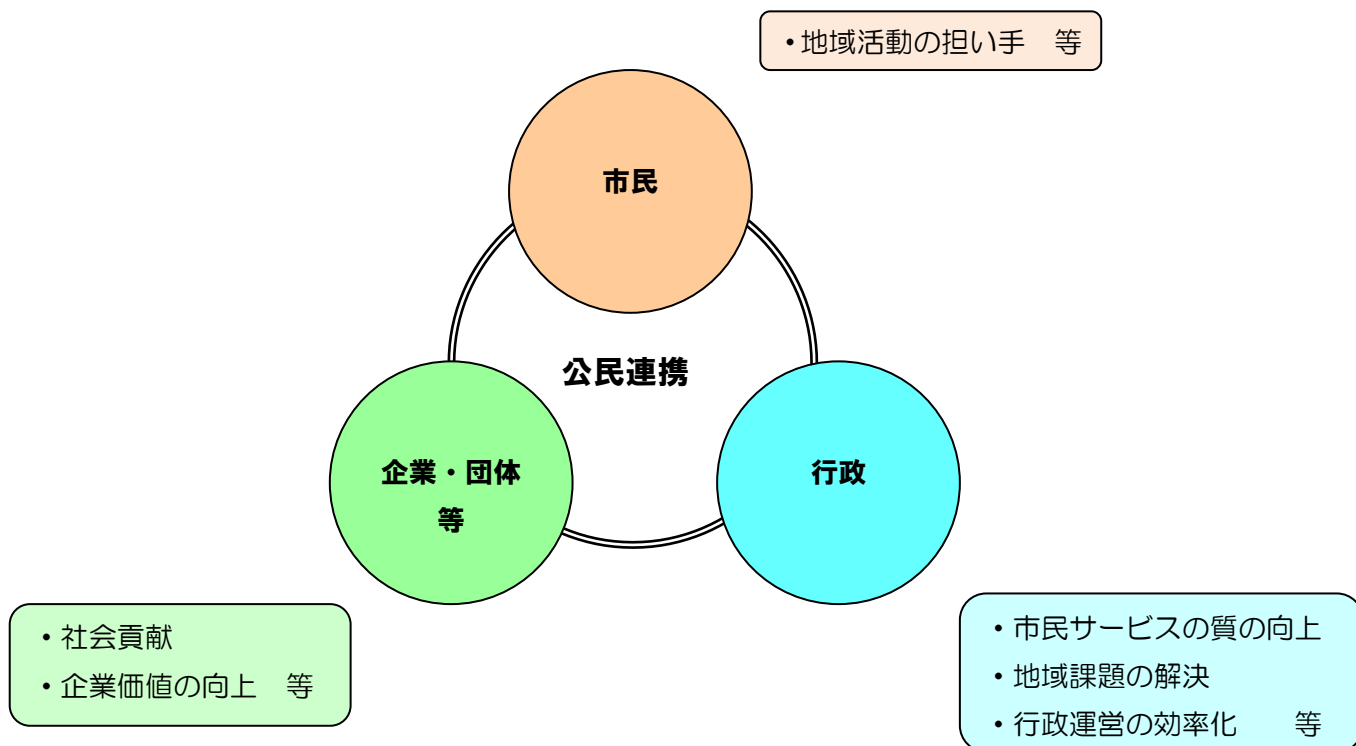 ・地域活動の担い手　等
市民
公民連携
企業・団体
等
行政
・社会貢献
・企業価値の向上　等
・市民サービスの質の向上
・地域課題の解決
・行政運営の効率化　　等